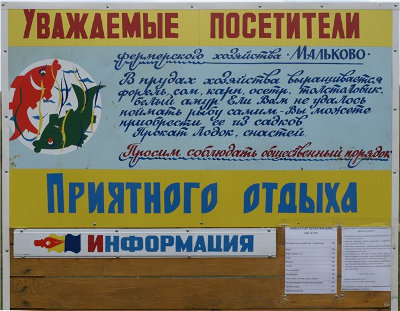 Уважаемые посетители
фермерского хозяйства "Мальково"
В прудах хозяйства выращивается
форель, сом, карп, осетр, толстолобик,
белый амур! Если Вам не удалось
поймать рыбу самим - Вы можете
приобрести ее из садков
Прокат Лодок, снастей.
Просим соблюдать общественный порядок
Приятного отдыха
Информация